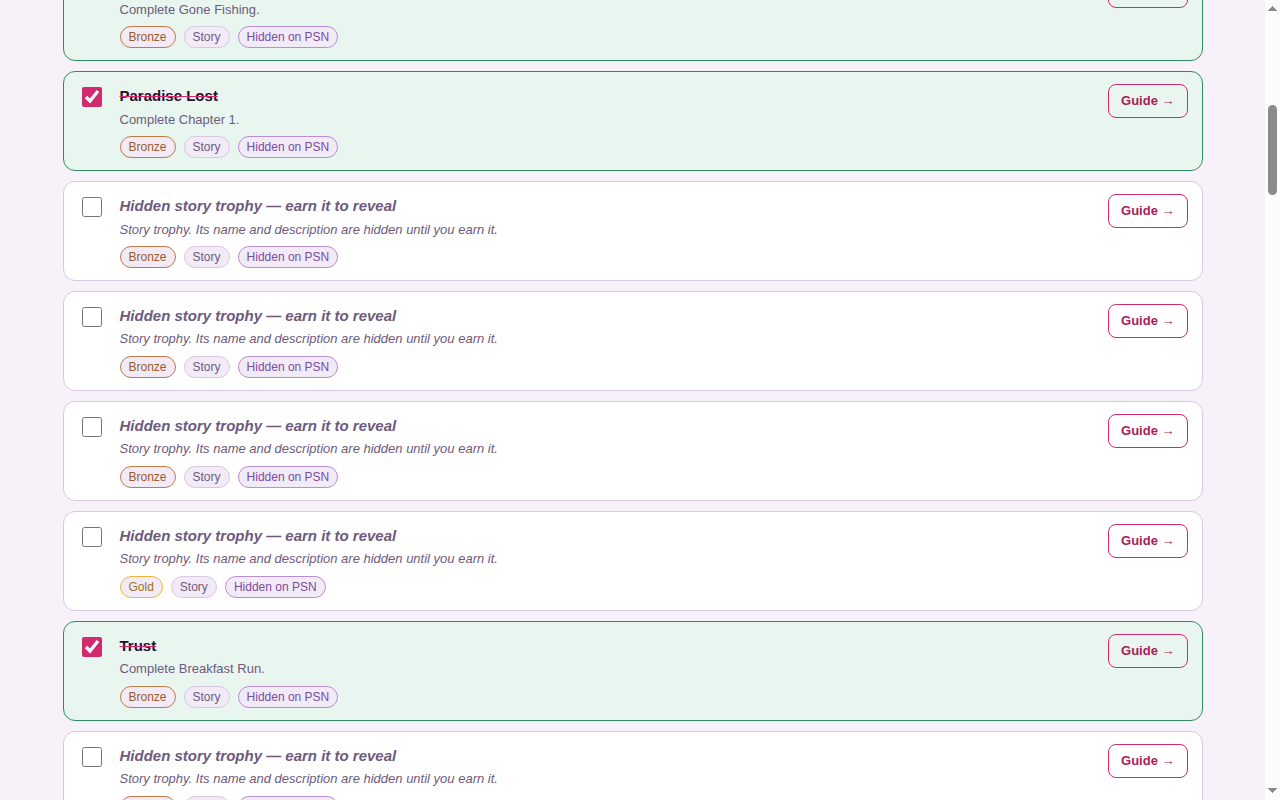 Complete Gone Fishing.
Bronze Story Hidden on PSN
Paradise Lost
Guide →
Complete Chapter 1.
Bronze Story Hidden on PSN
Hidden story trophy — earn it to reveal
Guide →
Story trophy. Its name and description are hidden until you earn it.
Bronze Story Hidden on PSN
Hidden story trophy — earn it to reveal
Guide →
Story trophy. Its name and description are hidden until you earn it.
Bronze Story Hidden on PSN
Hidden story trophy — earn it to reveal
Guide →
Story trophy. Its name and description are hidden until you earn it.
Bronze Story Hidden on PSN
Hidden story trophy — earn it to reveal
Guide →
Story trophy. Its name and description are hidden until you earn it.
Gold Story Hidden on PSN
Trust
Guide →
Complete Breakfast Run.
Bronze Story Hidden on PSN
Hidden story trophy — earn it to reveal
Guide →
Story trophy. Its name and description are hidden until you earn it.